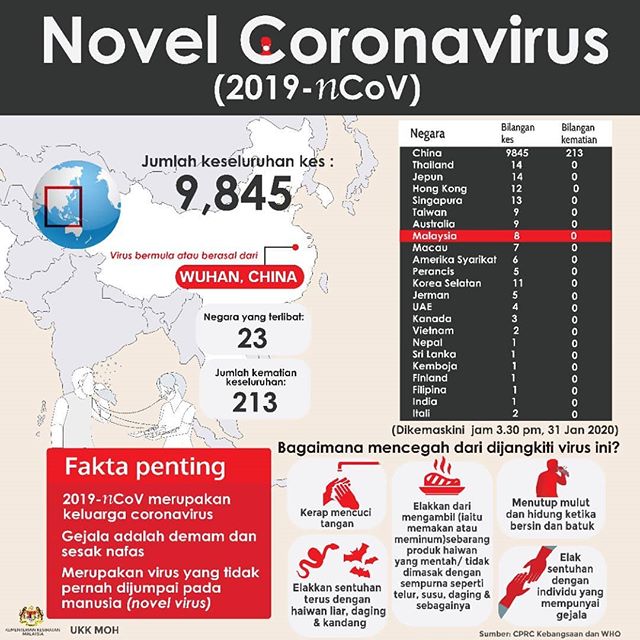 Novel Coronavirus
(2019-nCoV)
Jumlah keseluruhan kes :
9,845
Virus bermula atau berasal dari
WUHAN, CHINA
Negara yang terlibat:
23
Jumlah kematian
keseluruhan:
213
Negara Bilangan kes Bilangan kematian
China 9845 213
Thailand 14 0
Jepun 14 0
Hong Kong 12 0
Singapura 13 0
Taiwan 9 0
Australia 9 0
Malaysia 8 0
Macau 7 0
Amerika Syarikat 6 0
Perancis 5 0
Korea Selatan 11 0
Jerman 5 0
UAE 4 0
Kanada 3 0
Vietnam 2 0
Nepal 1 0
Sri Lanka 1 0
Kemboja 1 0
Finland 1 0
Filipina 1 0
India 1 0
Itali 2 0
(Dikemaskini jam 3.30 pm, 31 Jan 2020)
Fakta penting
2019-nCoV merupakan
keluarga coronavirus
Gejala adalah demam dan
sesak nafas
Merupakan virus yang tidak
pernah dijumpai pada
manusia (novel virus)
Bagaimana mencegah dari dijangkiti virus ini?
Kerap mencuci
tangan
Elakkan sentuhan
terus dengan
haiwan liar, daging &
kandang
Elakkan dari
mengambil (iaitu
memakan atau
meminum)sebarang
produk haiwan
yang mentah/ tidak
dimasak dengan
sempurna seperti
telur, susu, daging &
sebagainya
Menutup mulut
dan hidung ketika
bersin dan batuk
Elak
sentuhan
dengan
individu yang
mempunyai
gejala
KEMENTERIAN KESIHATAN
MALAYSIA
UKK MOH
Sumber: CPRC Kebangsaan dan WHO